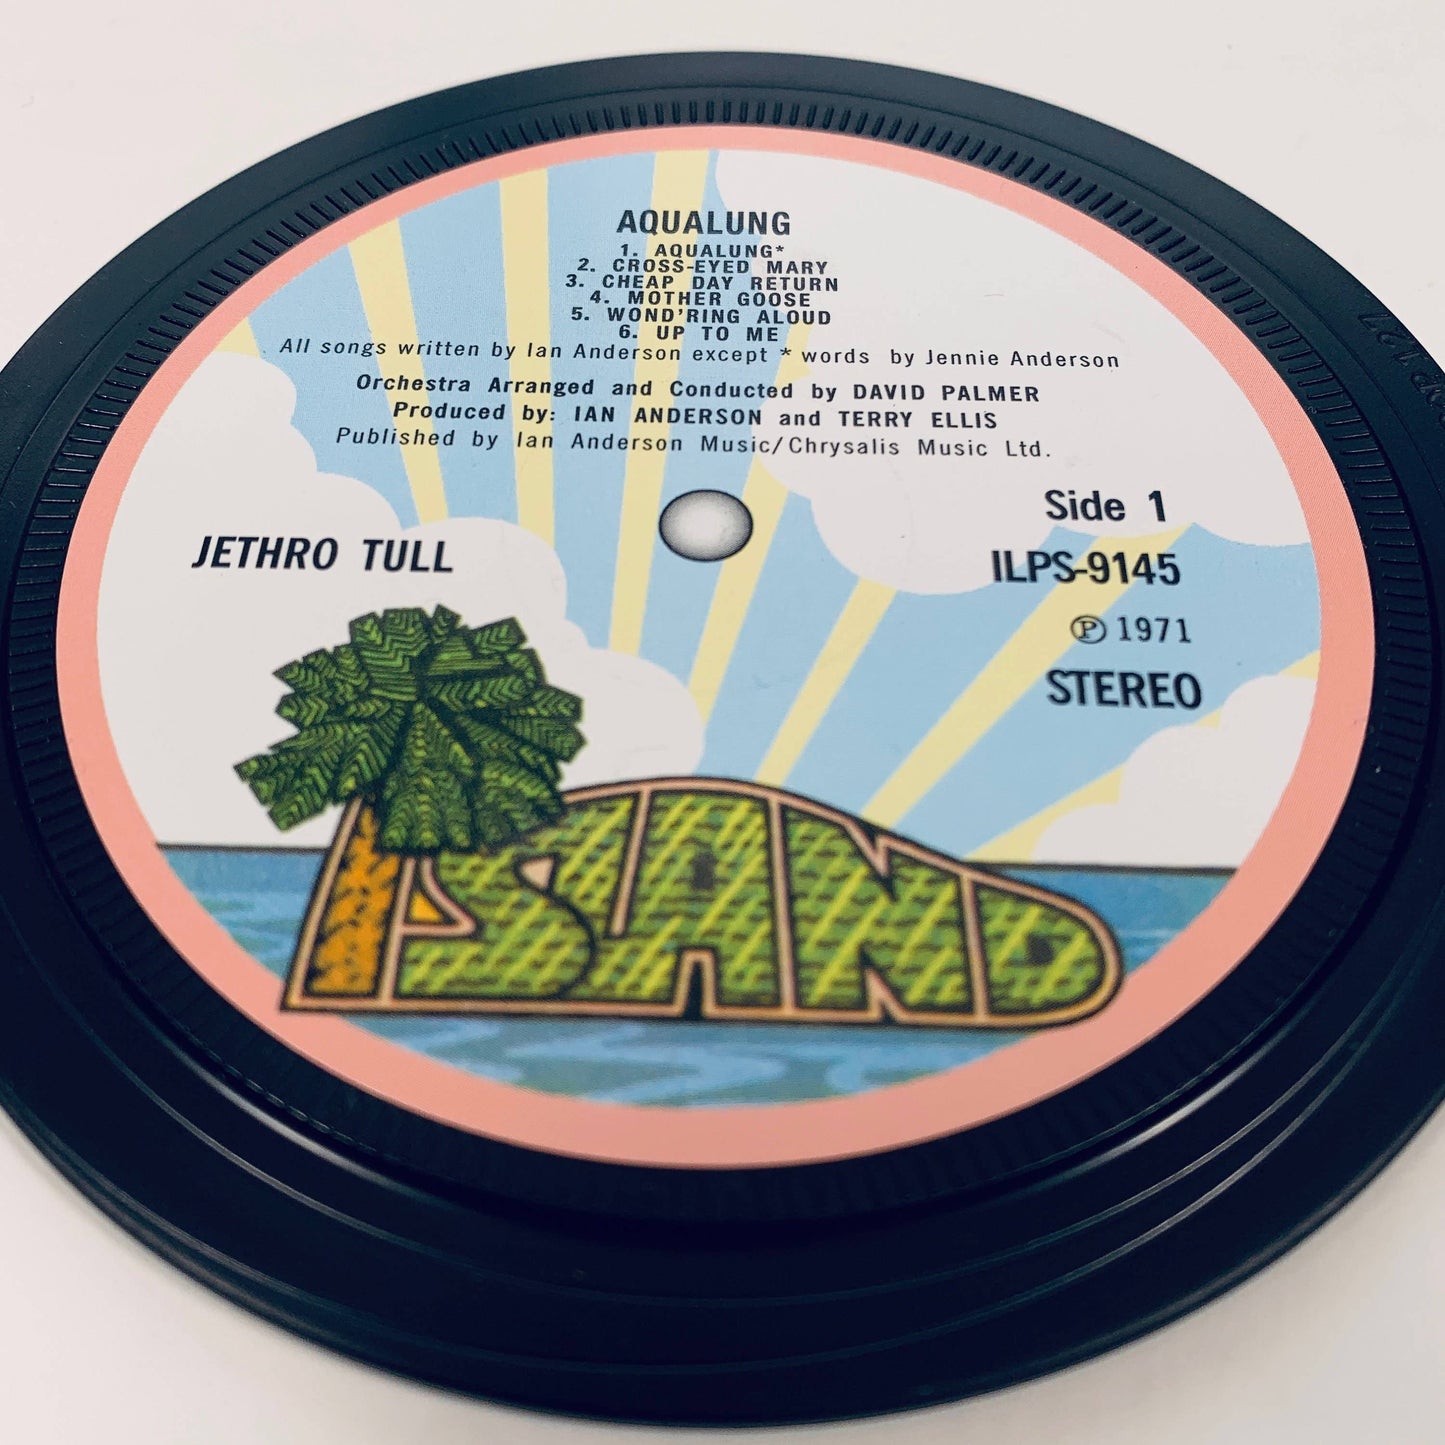 AQUALUNG
1. AQUALUNG*
2. CROSS-EYED MARY
3. CHEAP DAY RETURN
4. MOTHER GOOSE
5. WOND'RING ALOUD
6. UP TO ME
All songs written by Ian Anderson except * words by Jennie Anderson
Orchestra Arranged and Conducted by DAVID PALMER
Produced by: IAN ANDERSON and TERRY ELLIS
Published by Ian Anderson Music/Chrysalis Music Ltd.
Side 1
JETHRO TULL
ILPS-9145
Ⓟ 1971
STEREO
ISLAND